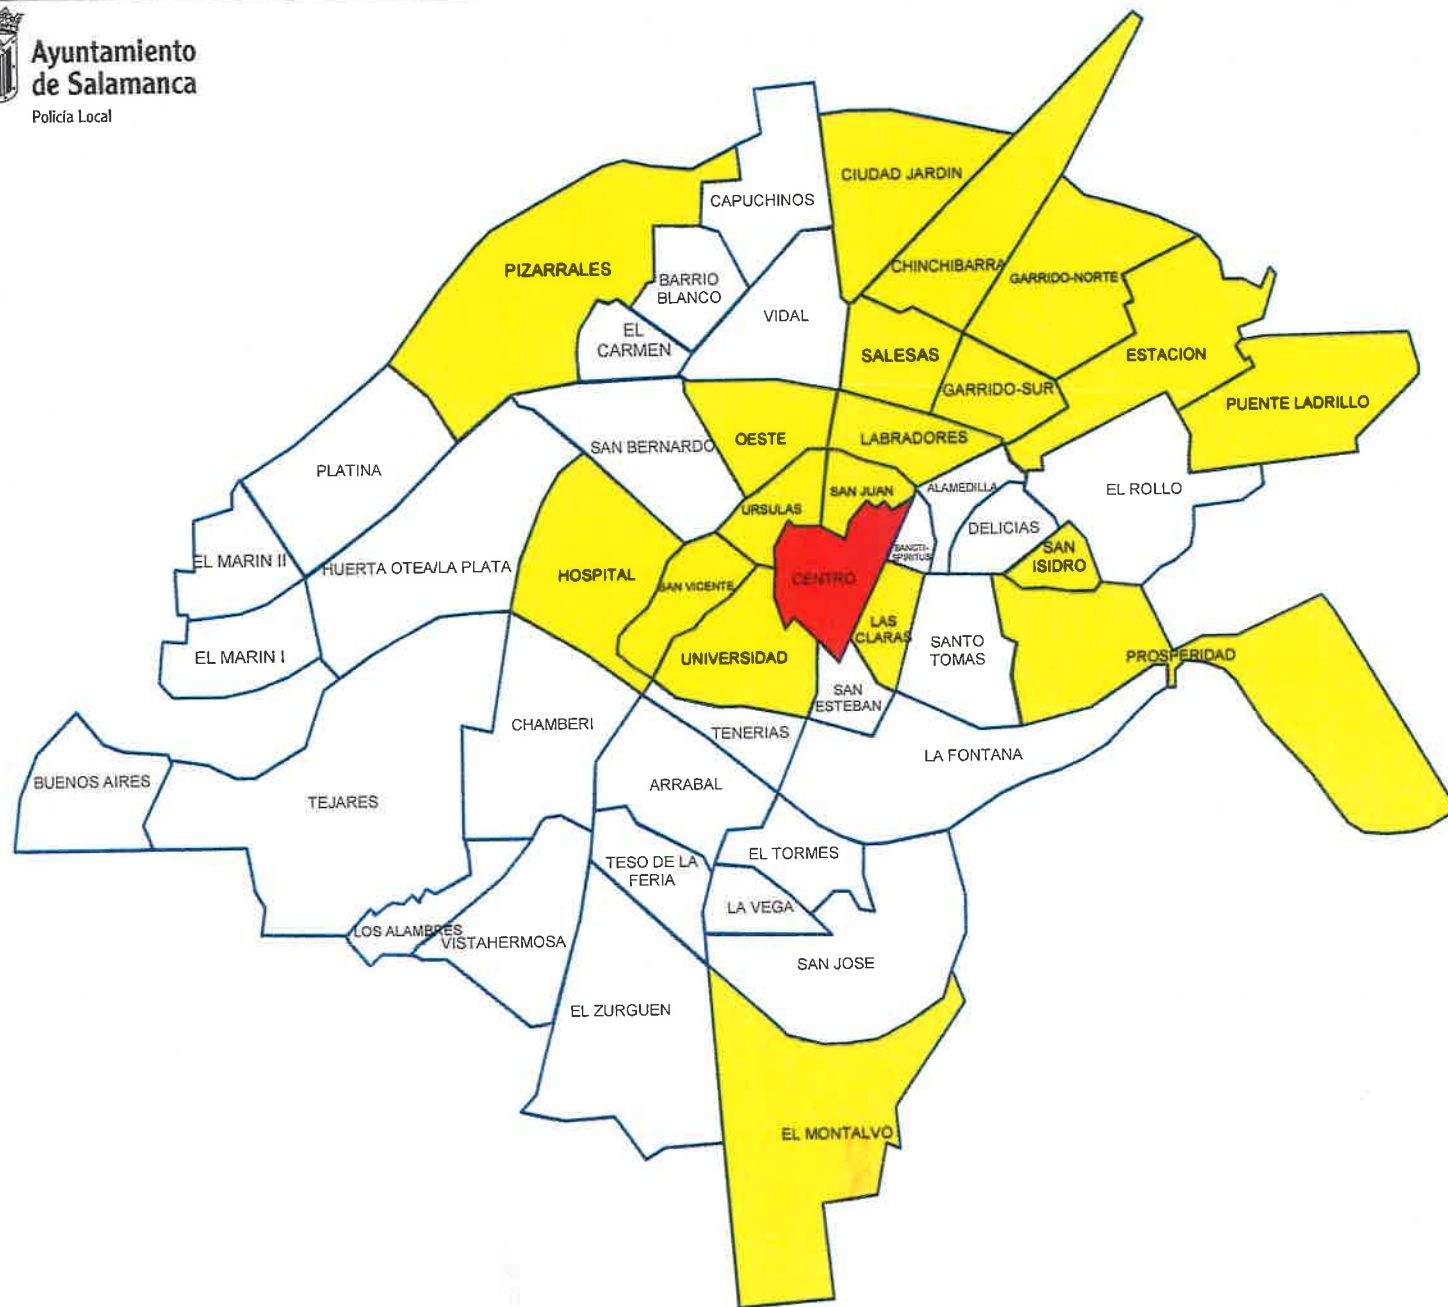 Ayuntamiento
de Salamanca
Policía Local
CIUDAD JARDIN
CAPUCHINOS
PIZARRALES
CHINCHIBARRA
GARRIDO-NORTE
BARRIO
BLANCO
VIDAL
EL
CARMEN
SALESAS
ESTACION
GARRIDO-SUR
PUENTE LADRILLO
OESTE
LABRADORES
SAN BERNARDO
PLATINA
SAN JUAN
ALAMEDILLA
EL ROLLO
URSULAS
DELICIAS
SANCTI-
SPIRITUS
SAN
ISIDRO
EL MARIN II
HUERTA OTEA/LA PLATA
HOSPITAL
SAN VICENTE
CENTRO
LAS
CLARAS
SANTO
TOMAS
EL MARIN I
UNIVERSIDAD
PROSPERIDAD
SAN
ESTEBAN
CHAMBERI
TENERIAS
LA FONTANA
BUENOS AIRES
ARRABAL
TEJARES
EL TORMES
TESO DE LA
FERIA
LA VEGA
LOS ALAMBRES
VISTAHERMOSA
SAN JOSE
EL ZURGUEN
EL MONTALVO